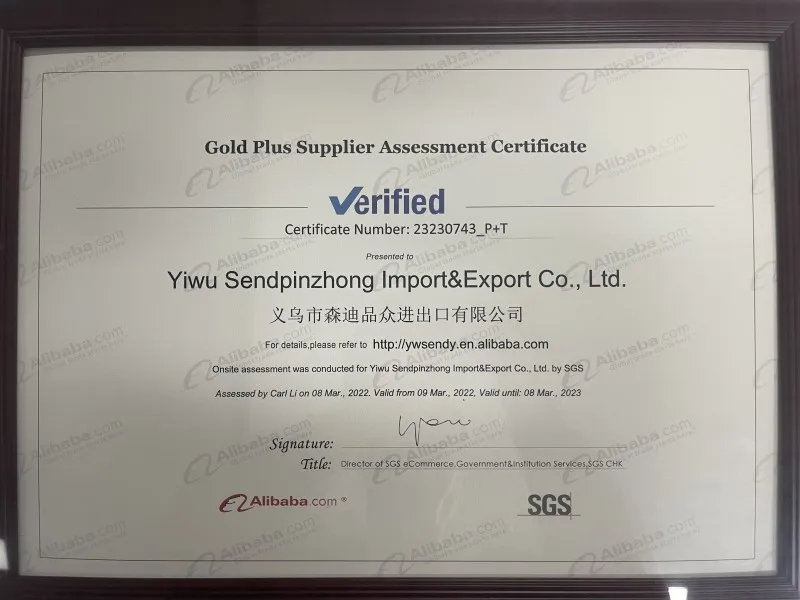 Gold Plus Supplier Assessment Certificate
Verified
Certificate Number: 23230743_P+T
Presented to
Yiwu Sendpinzhong Import&Export Co., Ltd.
义乌市森迪品众进出口有限公司
For details,please refer to http://ywsendy.en.alibaba.com
Onsite assessment was conducted for Yiwu Sendpinzhong Import&Export Co., Ltd. by SGS
Assessed by Carl Li on 08 Mar., 2022. Valid from 09 Mar., 2022, Valid until: 08 Mar., 2023
Signature:
Title: Director of SGS eCommerce,Government&Institution Services,SGS CHK
Alibaba.com ®
SGS